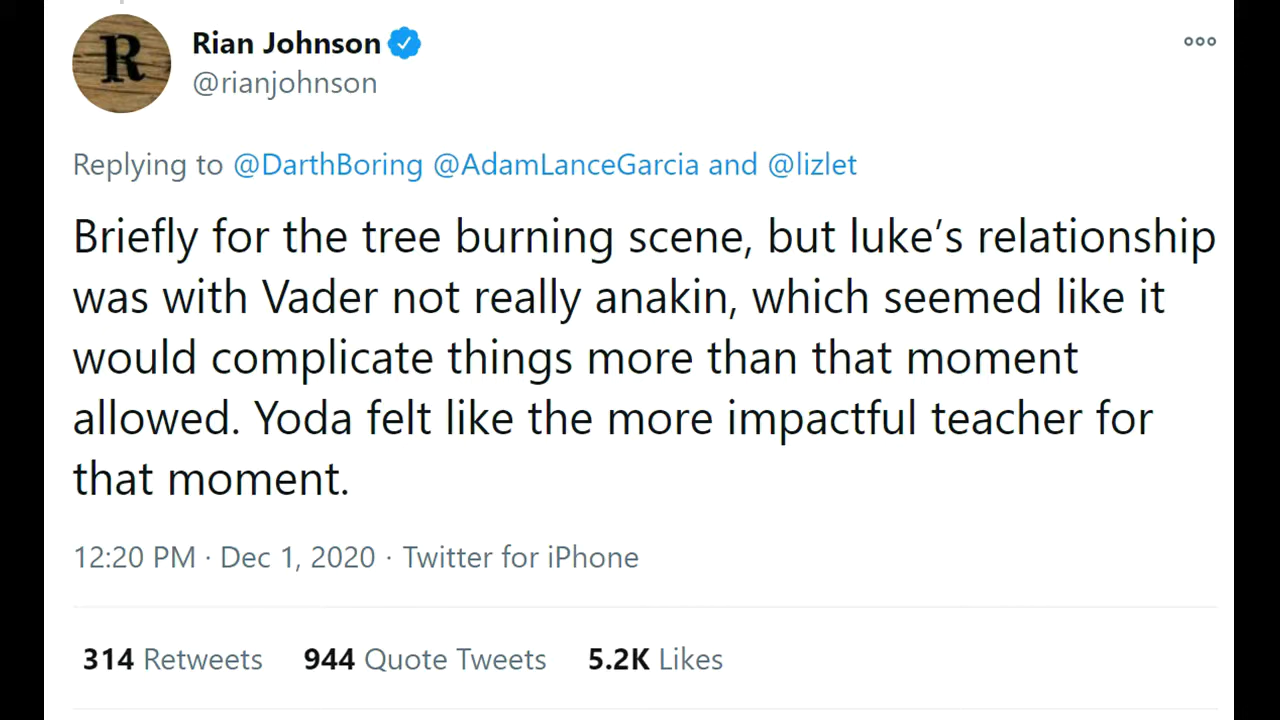 R
Rian Johnson
@rianjohnson
Replying to @DarthBoring @AdamLanceGarcia and @lizlet
Briefly for the tree burning scene, but luke’s relationship
was with Vader not really anakin, which seemed like it
would complicate things more than that moment
allowed. Yoda felt like the more impactful teacher for
that moment.
12:20 PM · Dec 1, 2020 · Twitter for iPhone
314 Retweets 944 Quote Tweets 5.2K Likes